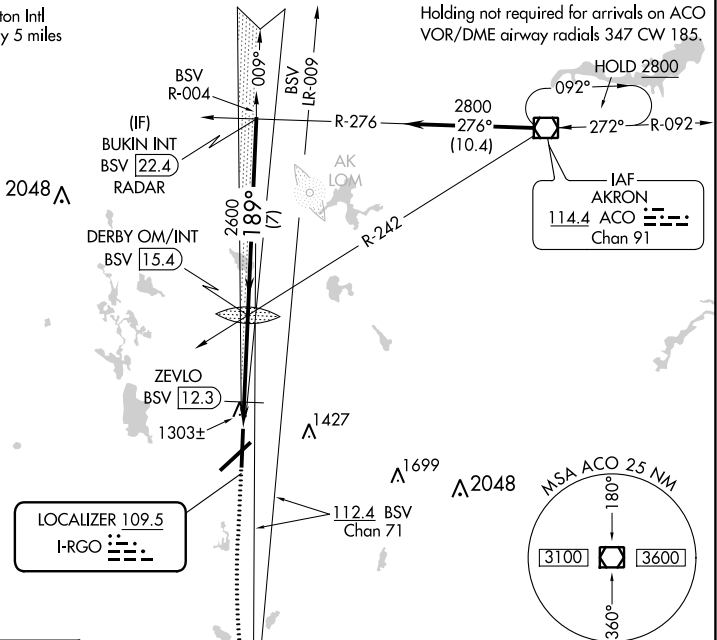 ton Intl
y 5 miles
Holding not required for arrivals on ACO
VOR/DME airway radials 347 CW 185.
HOLD 2800
092°
272°
R-092
BSV
R-004
009°
BSV
LR-009
R-276
2800
276°
(10.4)
(IF)
BUKIN INT
BSV 22.4
RADAR
AK
LOM
IAF
AKRON
114.4 ACO
Chan 91
2048
2600
189°
(7)
R-242
DERBY OM/INT
BSV 15.4
ZEVLO
BSV 12.3
1303±
1427
1699
2048
LOCALIZER 109.5
I-RGO
112.4 BSV
Chan 71
MSA ACO 25 NM
180°
3100
3600
360°